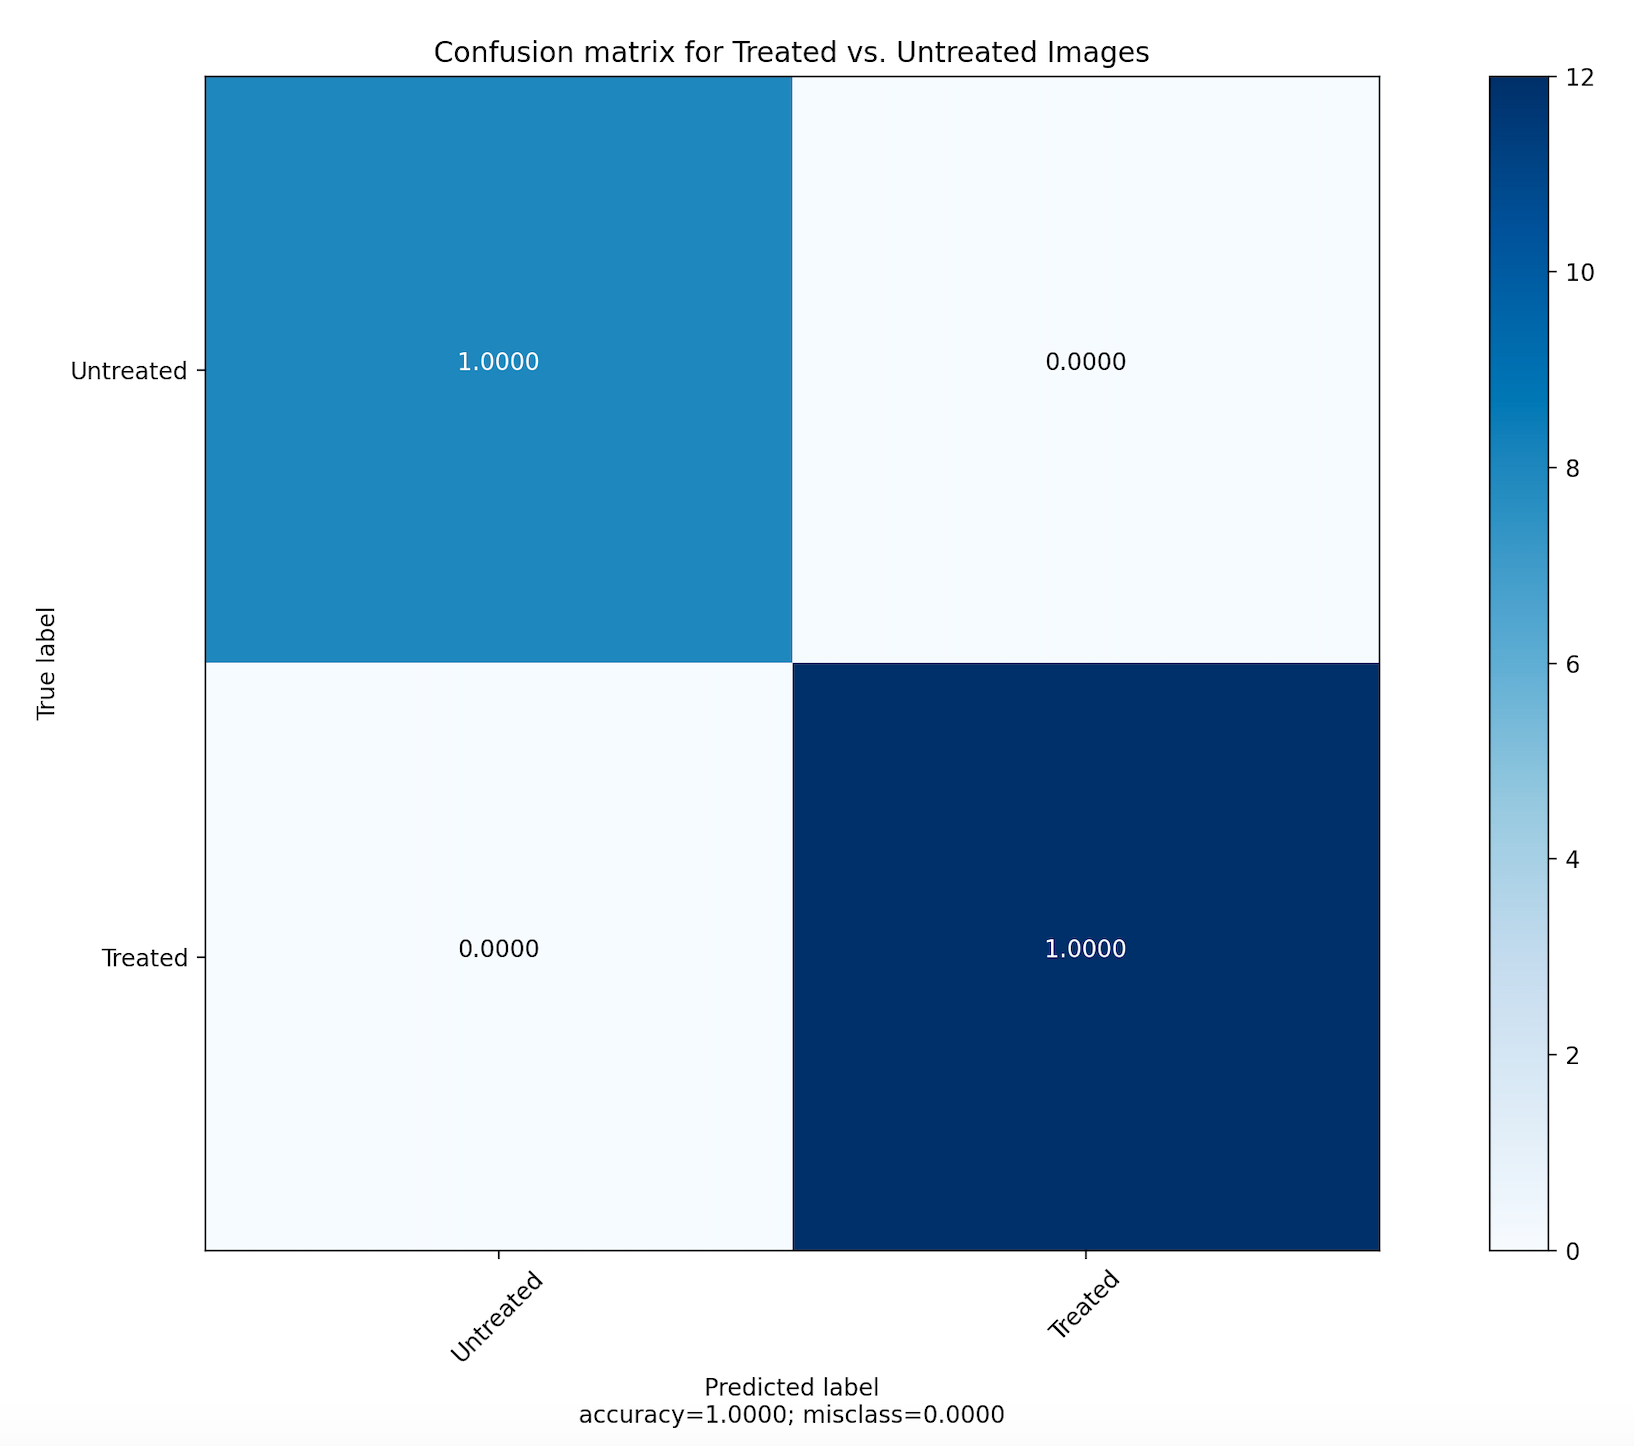 Confusion matrix for Treated vs. Untreated Images
True label
Untreated
Treated
1.0000
0.0000
0.0000
1.0000
Untreated
Treated
Predicted label
accuracy=1.0000; misclass=0.0000
12
10
8
6
4
2
0